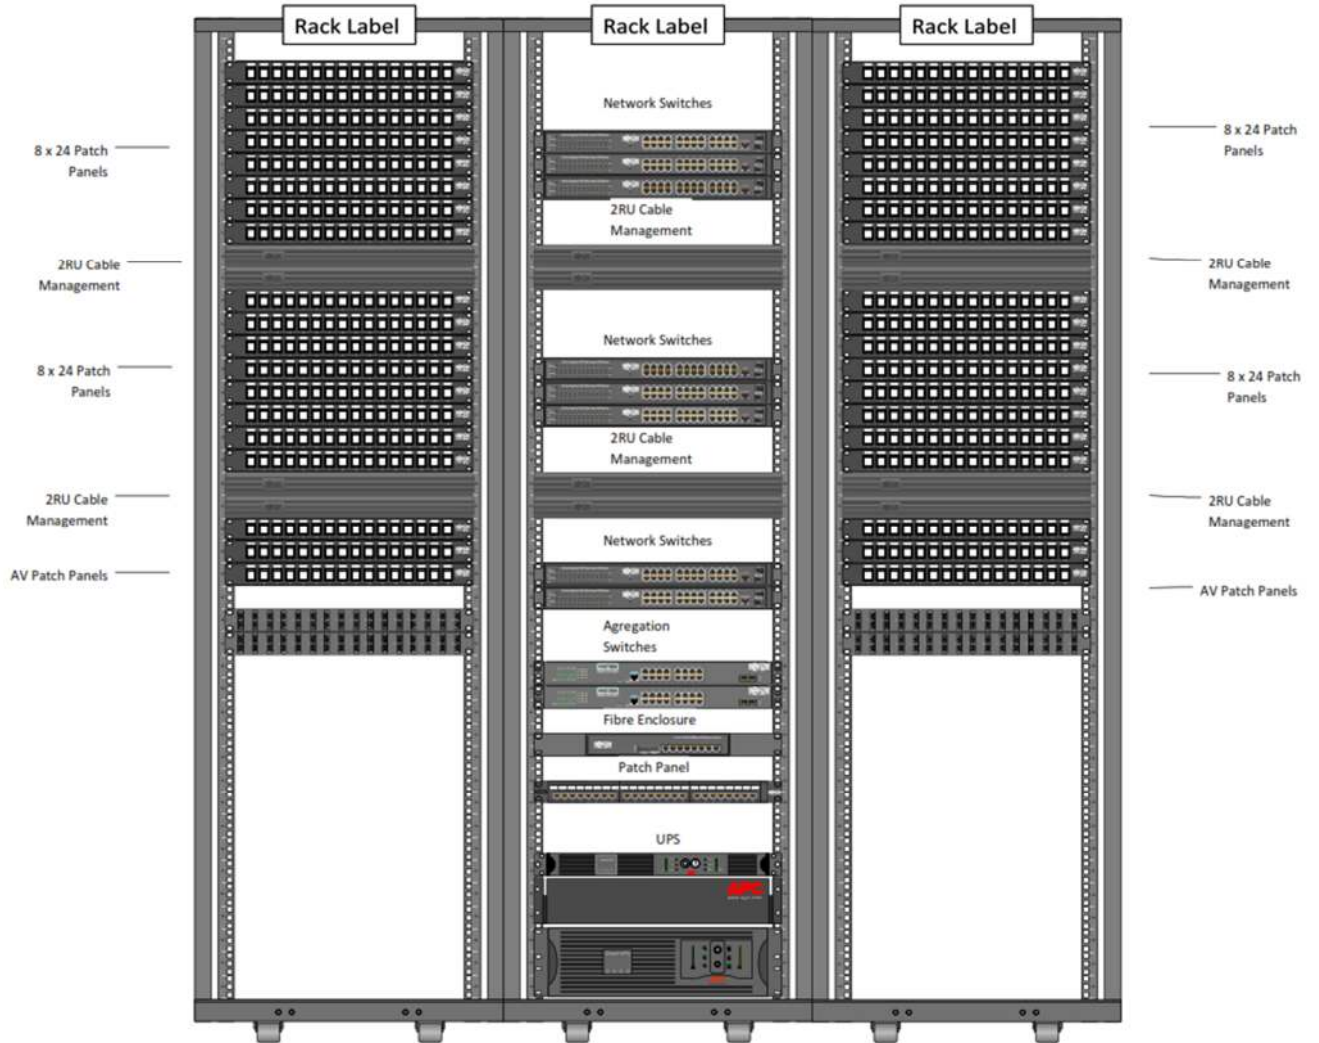 Rack Label
Rack Label
Rack Label
8 x 24 Patch
Panels
2RU Cable
Management
8 x 24 Patch
Panels
2RU Cable
Management
AV Patch Panels
Network Switches
2RU Cable
Management
Network Switches
2RU Cable
Management
Network Switches
Agregation
Switches
Fibre Enclosure
Patch Panel
UPS
APC
8 x 24 Patch
Panels
2RU Cable
Management
8 x 24 Patch
Panels
2RU Cable
Management
AV Patch Panels